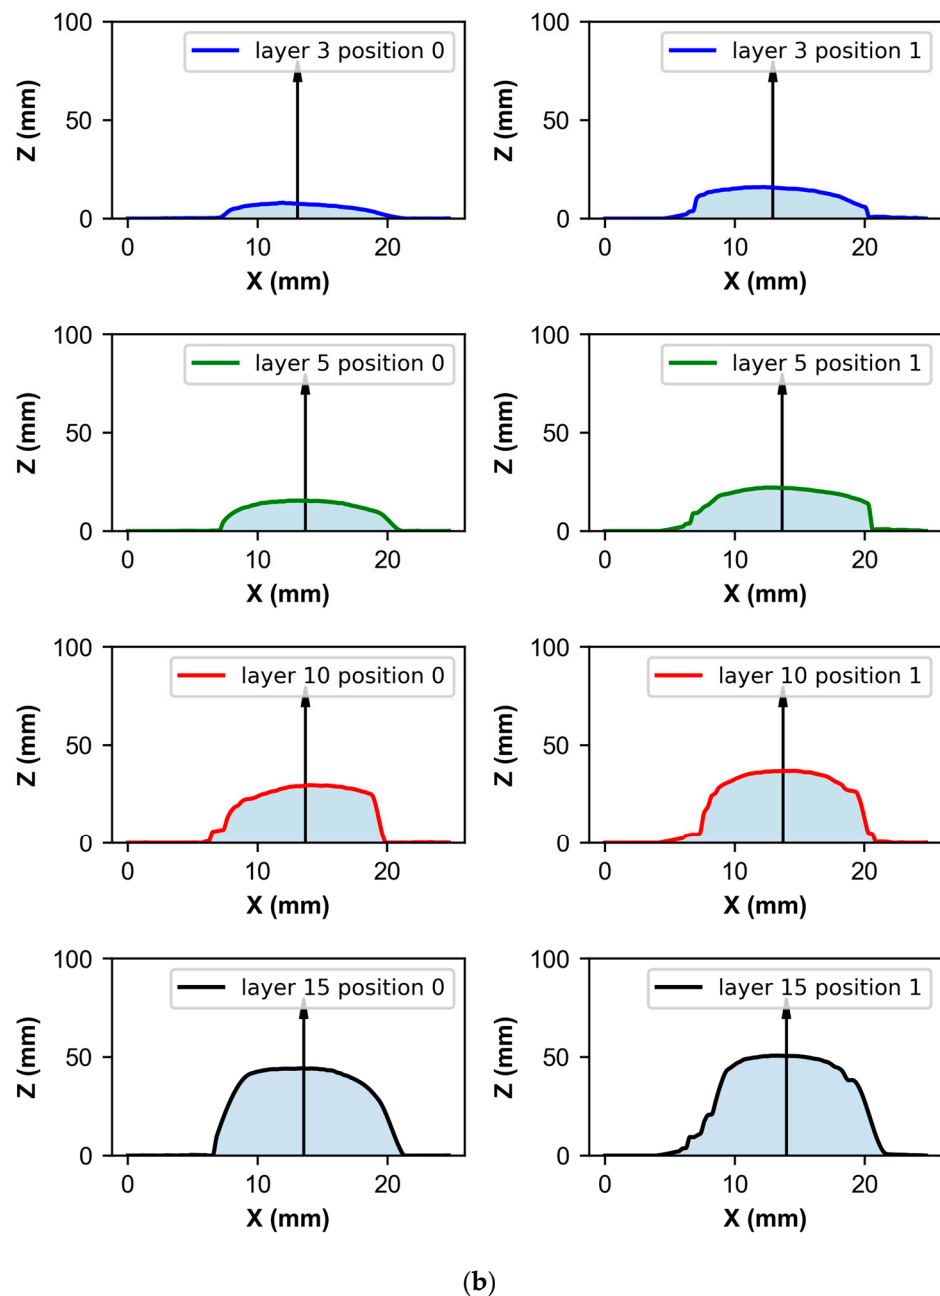 100
50
0
Z (mm)
layer 3 position 0
0 10 20
X (mm)
100
50
0
Z (mm)
layer 3 position 1
0 10 20
X (mm)
100
50
0
Z (mm)
layer 5 position 0
0 10 20
X (mm)
100
50
0
Z (mm)
layer 5 position 1
0 10 20
X (mm)
100
50
0
Z (mm)
layer 10 position 0
0 10 20
X (mm)
100
50
0
Z (mm)
layer 10 position 1
0 10 20
X (mm)
100
50
0
Z (mm)
layer 15 position 0
0 10 20
X (mm)
100
50
0
Z (mm)
layer 15 position 1
0 10 20
X (mm)
(b)